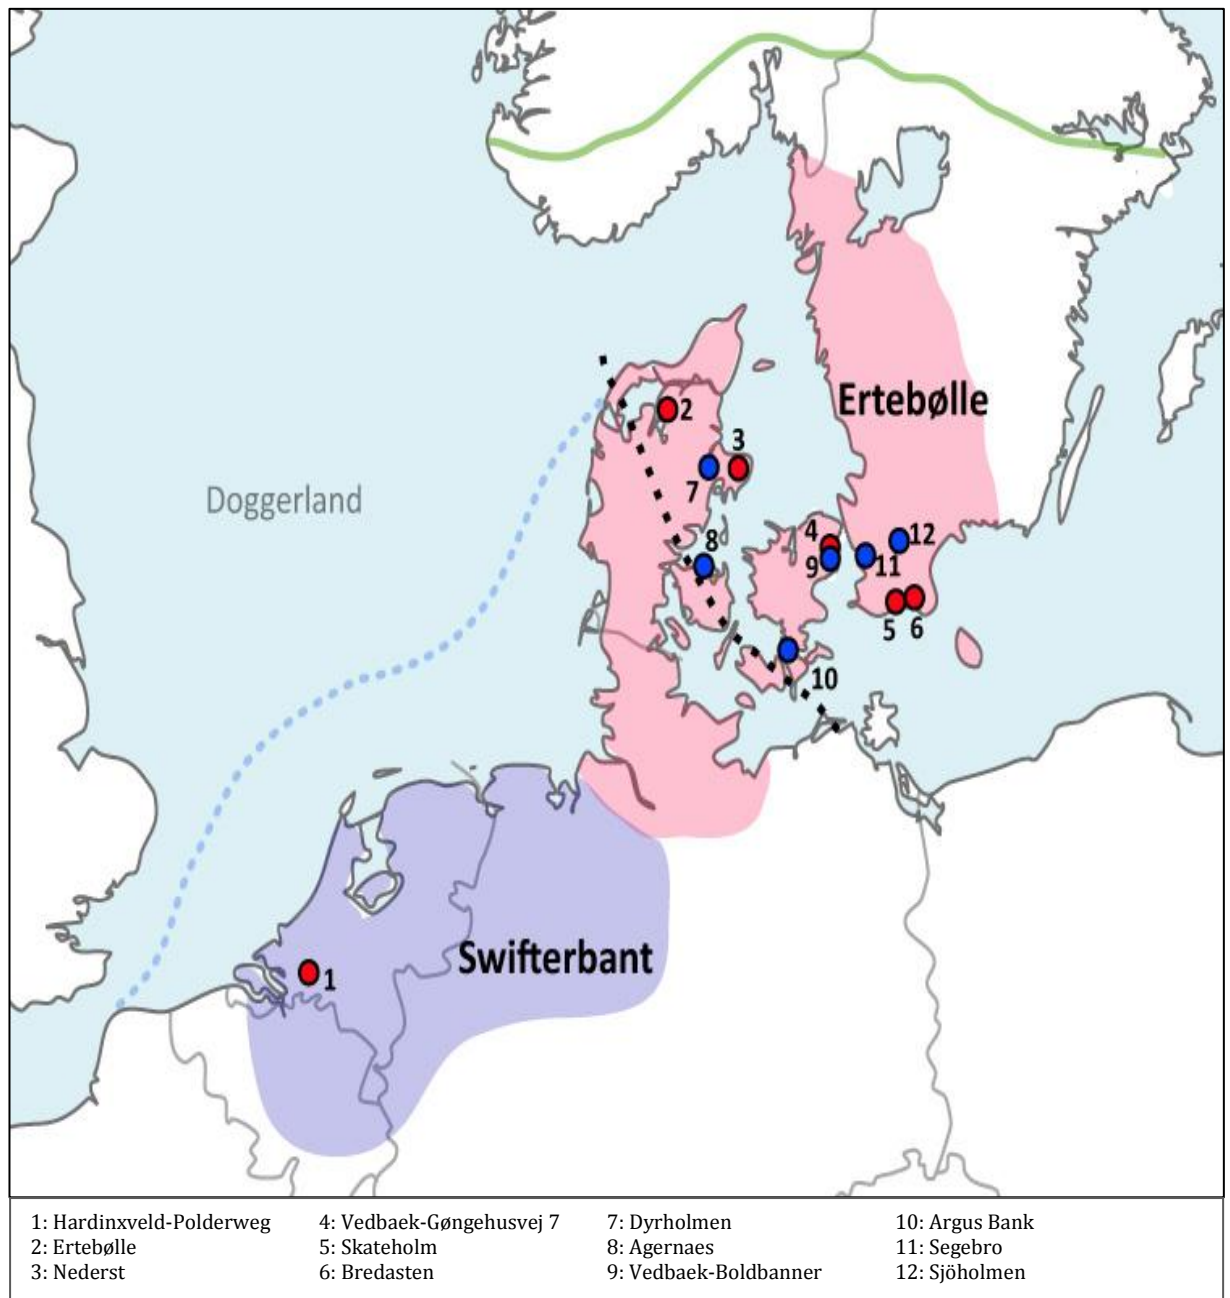 Ertebølle
Doggerland
Swifterbant
2
3
7
8
4
9
12
11
5
6
10
1
1: Hardinxveld-Polderweg
2: Ertebølle
3: Nederst
4: Vedbaek-Gøngehusvej 7
5: Skateholm
6: Bredasten
7: Dyrholmen
8: Agernaes
9: Vedbaek-Boldbanner
10: Argus Bank
11: Segebro
12: Sjöholmen